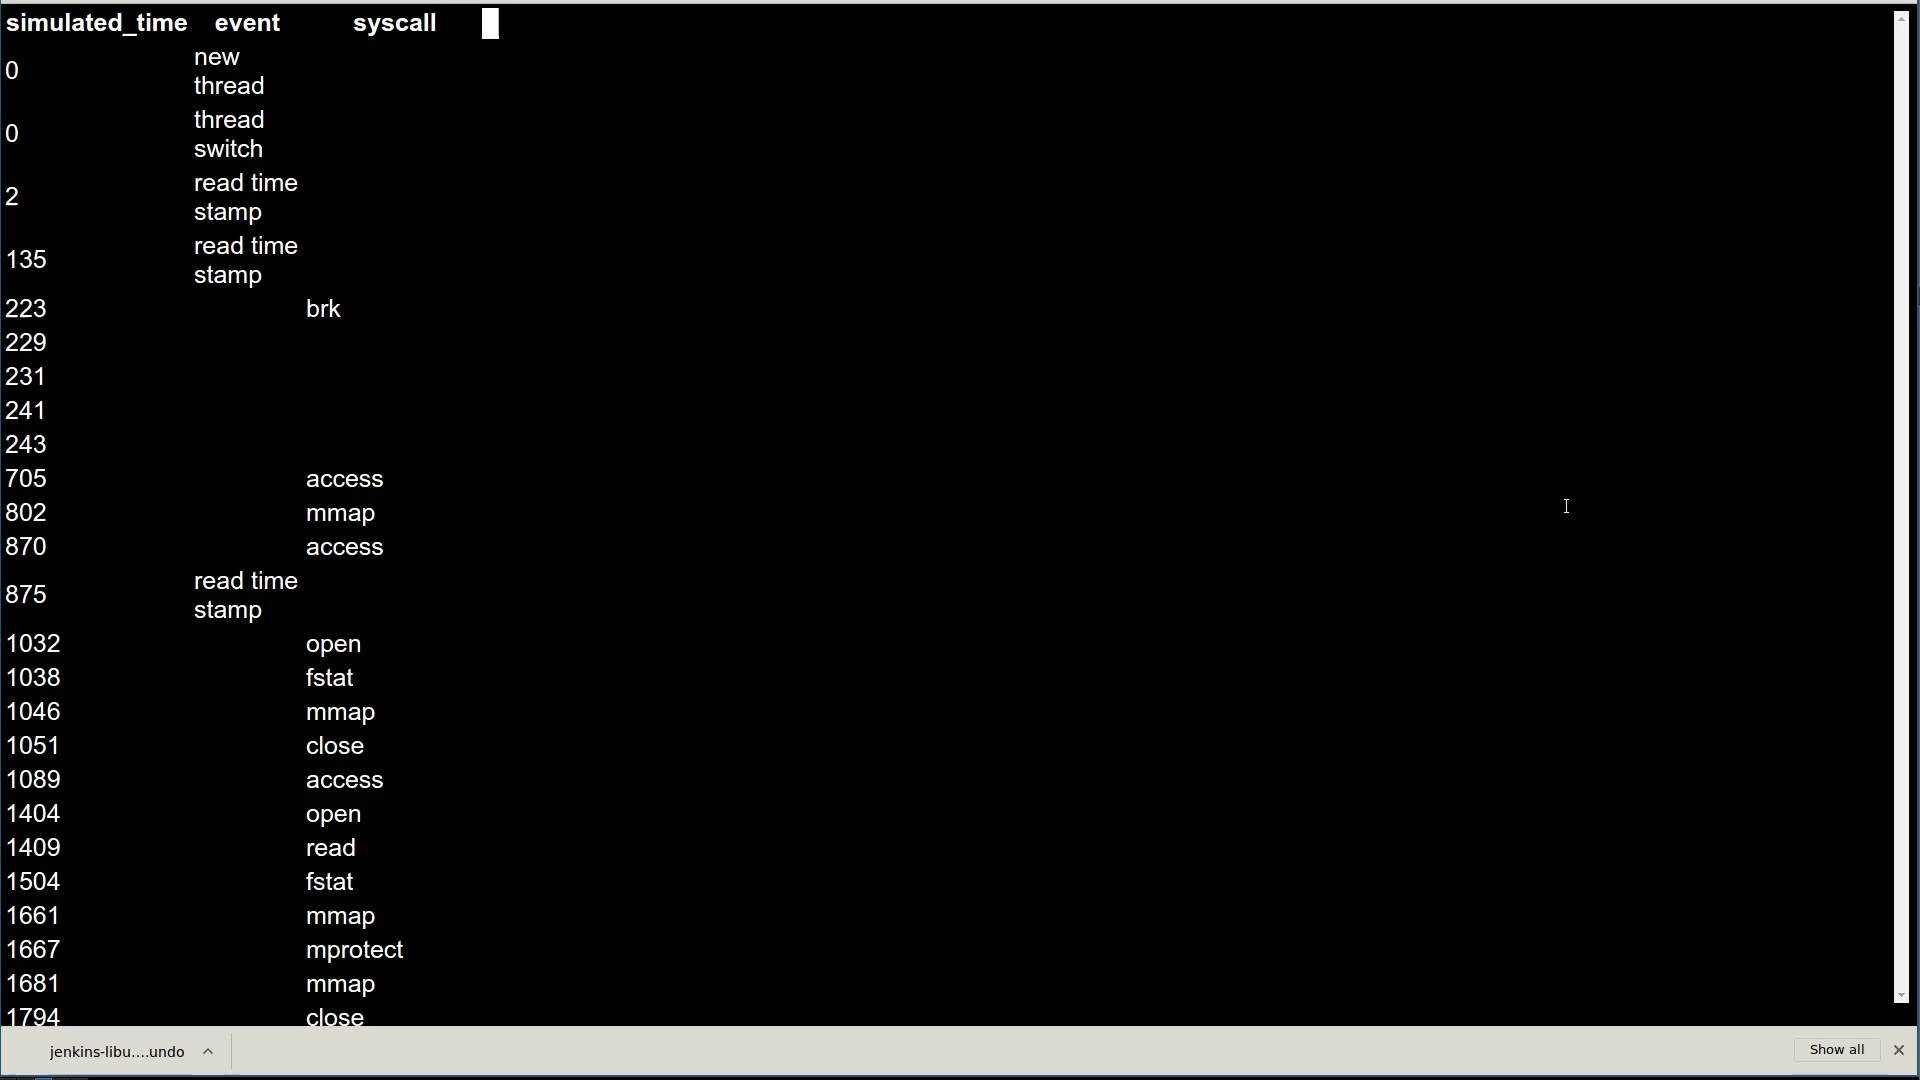 simulated_time event syscall
0 new thread
0 thread switch
2 read time stamp
135 read time stamp
223 brk
229
231
241
243
705 access
802 mmap
870 access
875 read time stamp
1032 open
1038 fstat
1046 mmap
1051 close
1089 access
1404 open
1409 read
1504 fstat
1661 mmap
1667 mprotect
1681 mmap
1794 close
jenkins-libu....undo Show all